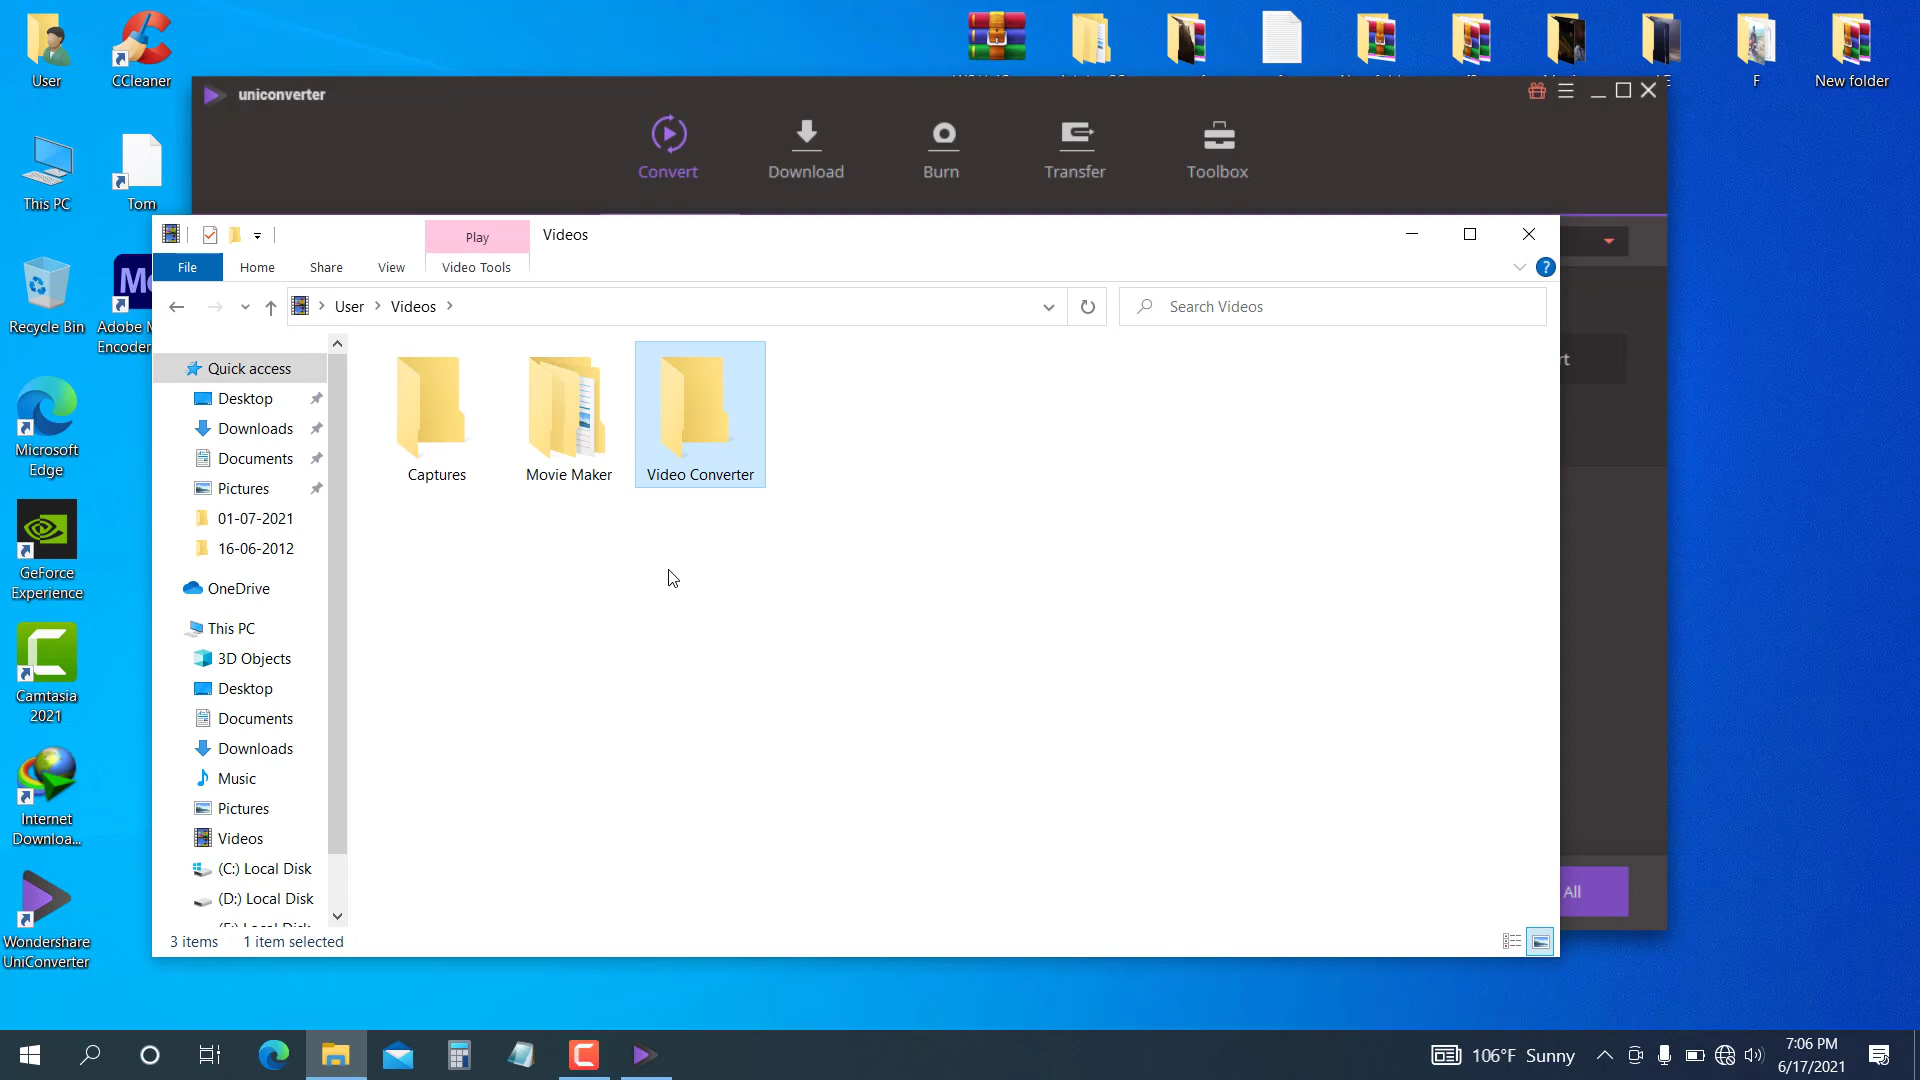 User
CCleaner
F
New folder
uniconverter
Convert
Download
Burn
Transfer
Toolbox
This PC
Tom
Play
Videos
File
Home
Share
View
Video Tools
?
User
Videos
Search Videos
Recycle Bin
Adobe M
Encoder
Quick access
Desktop
Downloads
Documents
Pictures
01-07-2021
16-06-2012
OneDrive
This PC
3D Objects
Desktop
Documents
Downloads
Music
Pictures
Videos
(C:) Local Disk
(D:) Local Disk
Captures
Movie Maker
Video Converter
Microsoft
Edge
GeForce
Experience
Camtasia
2021
Internet
Downloa...
Wondershare
UniConverter
3 items
1 item selected
All
106°F Sunny
7:06 PM
6/17/2021